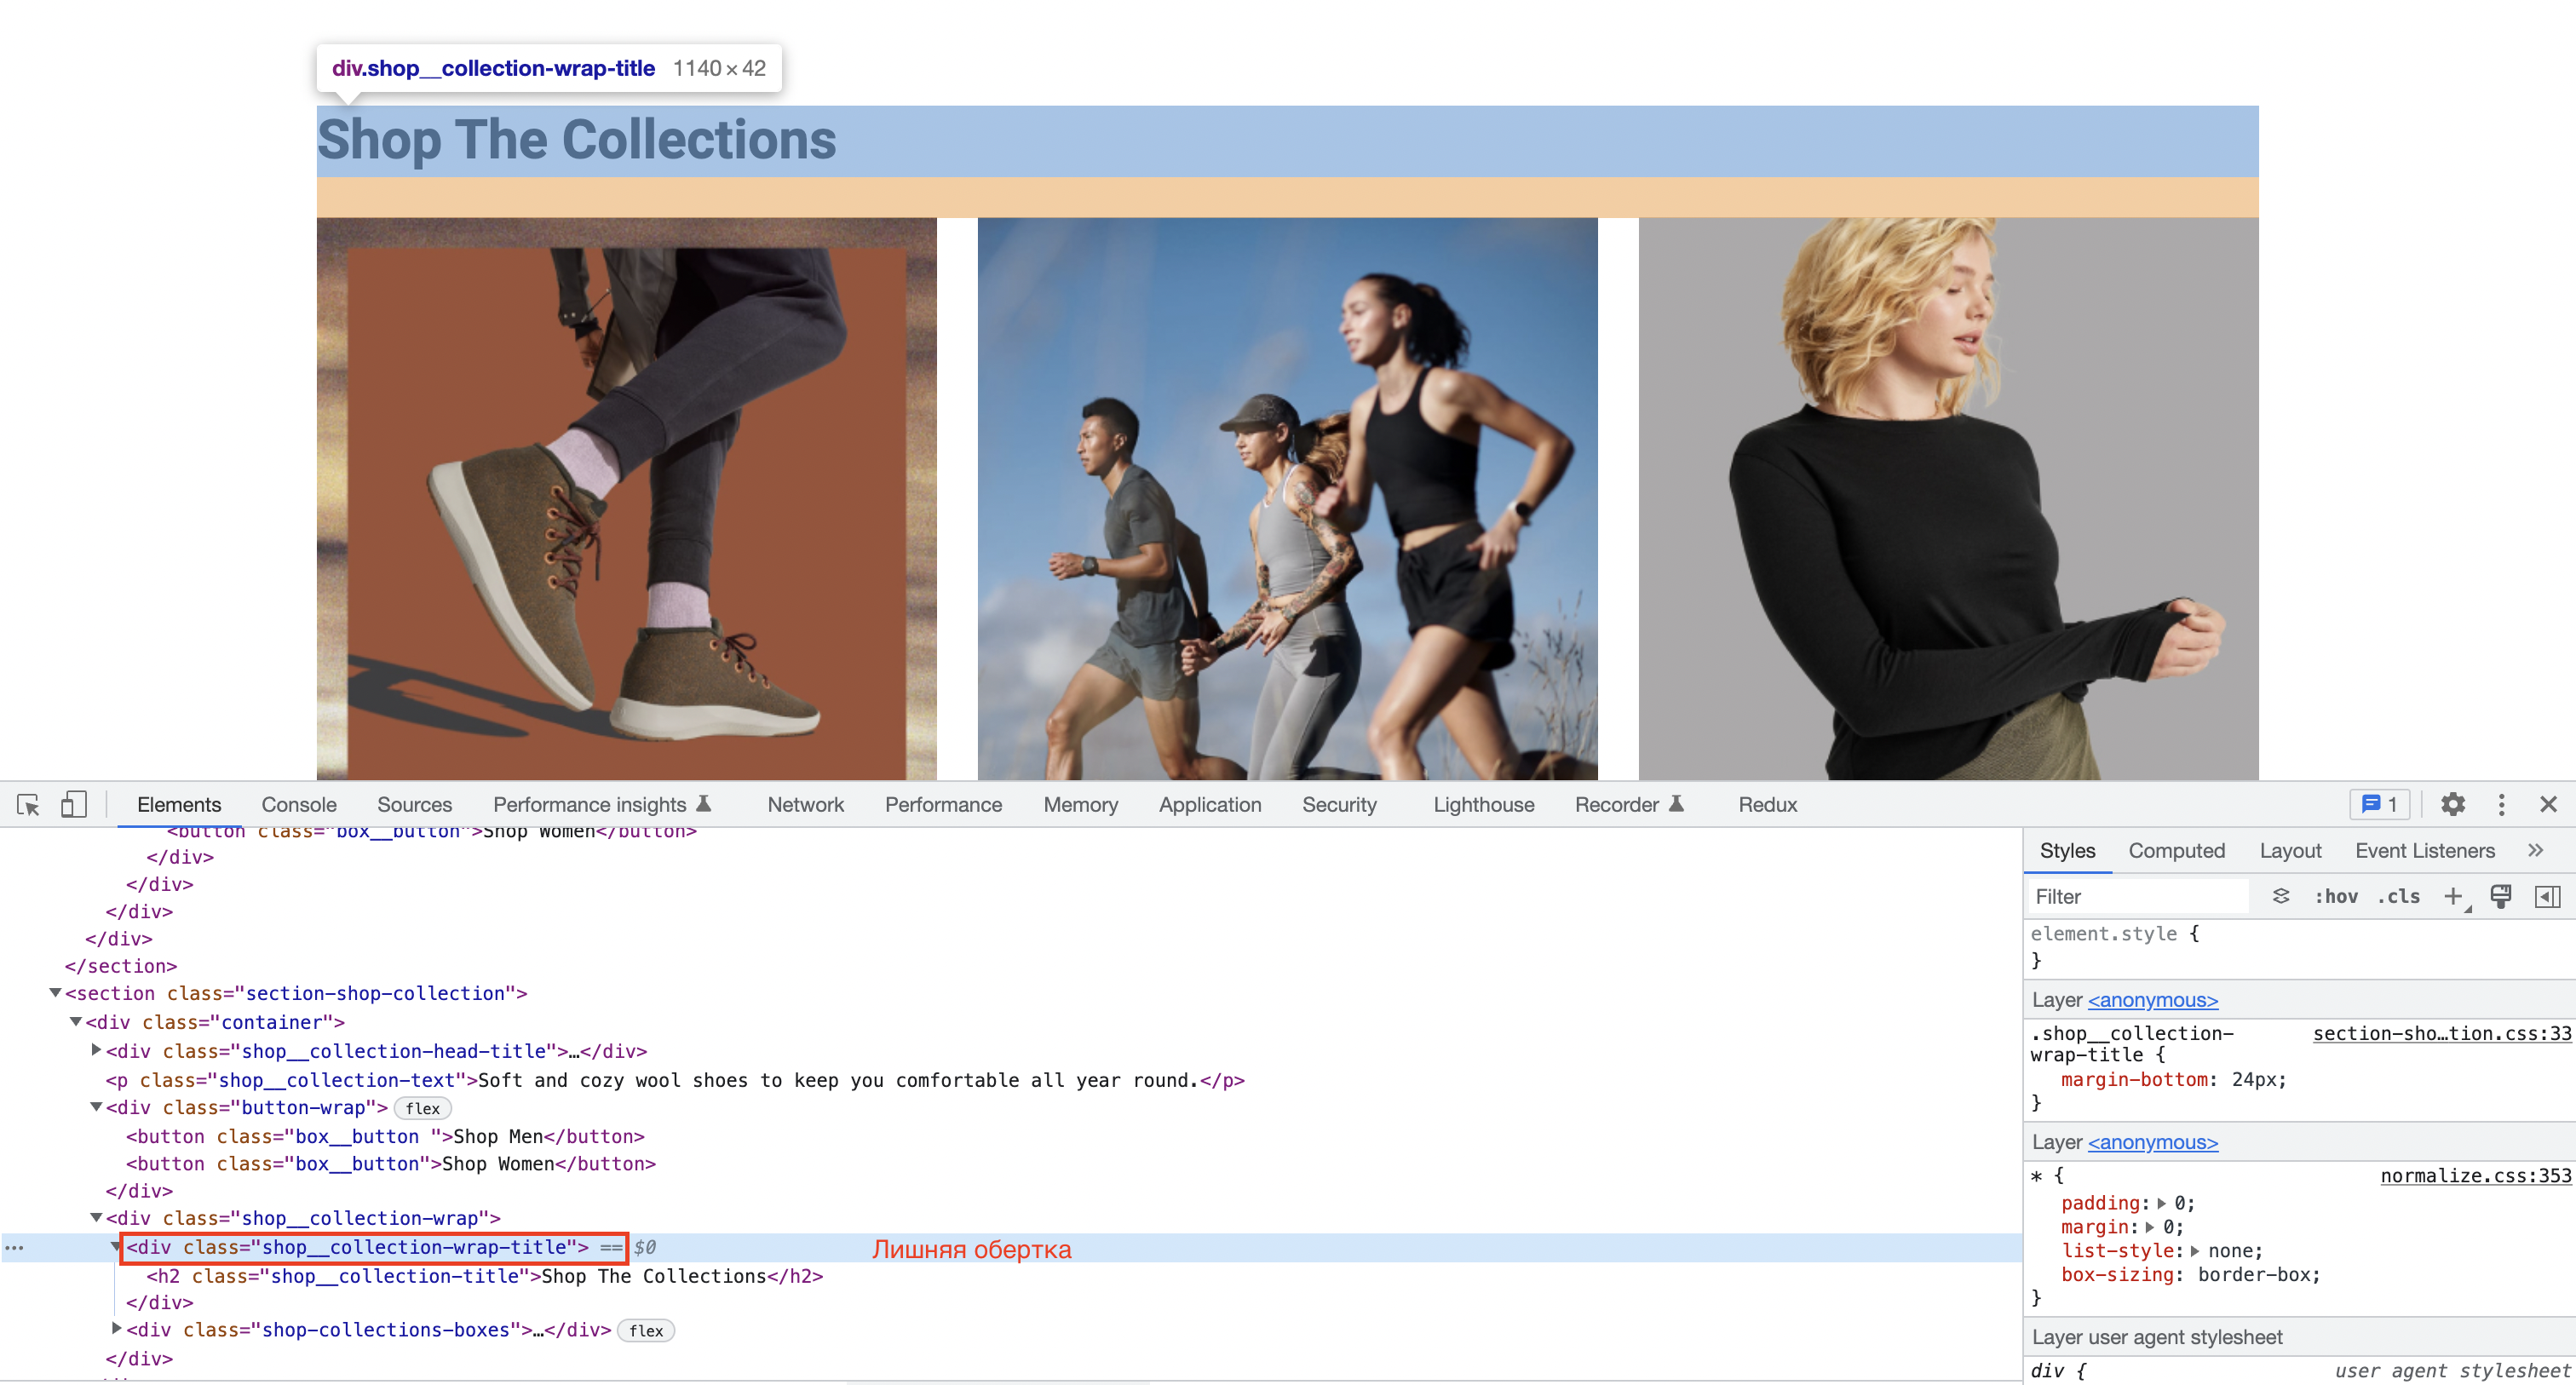 div.shop__collection-wrap-title 1140 × 42
Shop The Collections
Elements Console Sources Performance insights Network Performance Memory Application Security Lighthouse Recorder Redux 1
<button class="box__button">Shop Women</button>
</div>
</div>
</div>
</div>
</section>
<section class="section-shop-collection">
<div class="container">
<div class="shop__collection-head-title">…</div>
<p class="shop__collection-text">Soft and cozy wool shoes to keep you comfortable all year round.</p>
<div class="button-wrap"> flex
<button class="box__button ">Shop Men</button>
<button class="box__button">Shop Women</button>
</div>
<div class="shop__collection-wrap">
<div class="shop__collection-wrap-title"> == $0 Лишняя обертка
<h2 class="shop__collection-title">Shop The Collections</h2>
</div>
<div class="shop-collections-boxes">…</div> flex
</div>
Styles Computed Layout Event Listeners
Filter :hov .cls
element.style {
}
Layer <anonymous>
.shop__collection- section-sho…tion.css:33
wrap-title {
margin-bottom: 24px;
}
Layer <anonymous>
* { normalize.css:353
padding: 0;
margin: 0;
list-style: none;
box-sizing: border-box;
}
Layer user agent stylesheet
div { user agent stylesheet